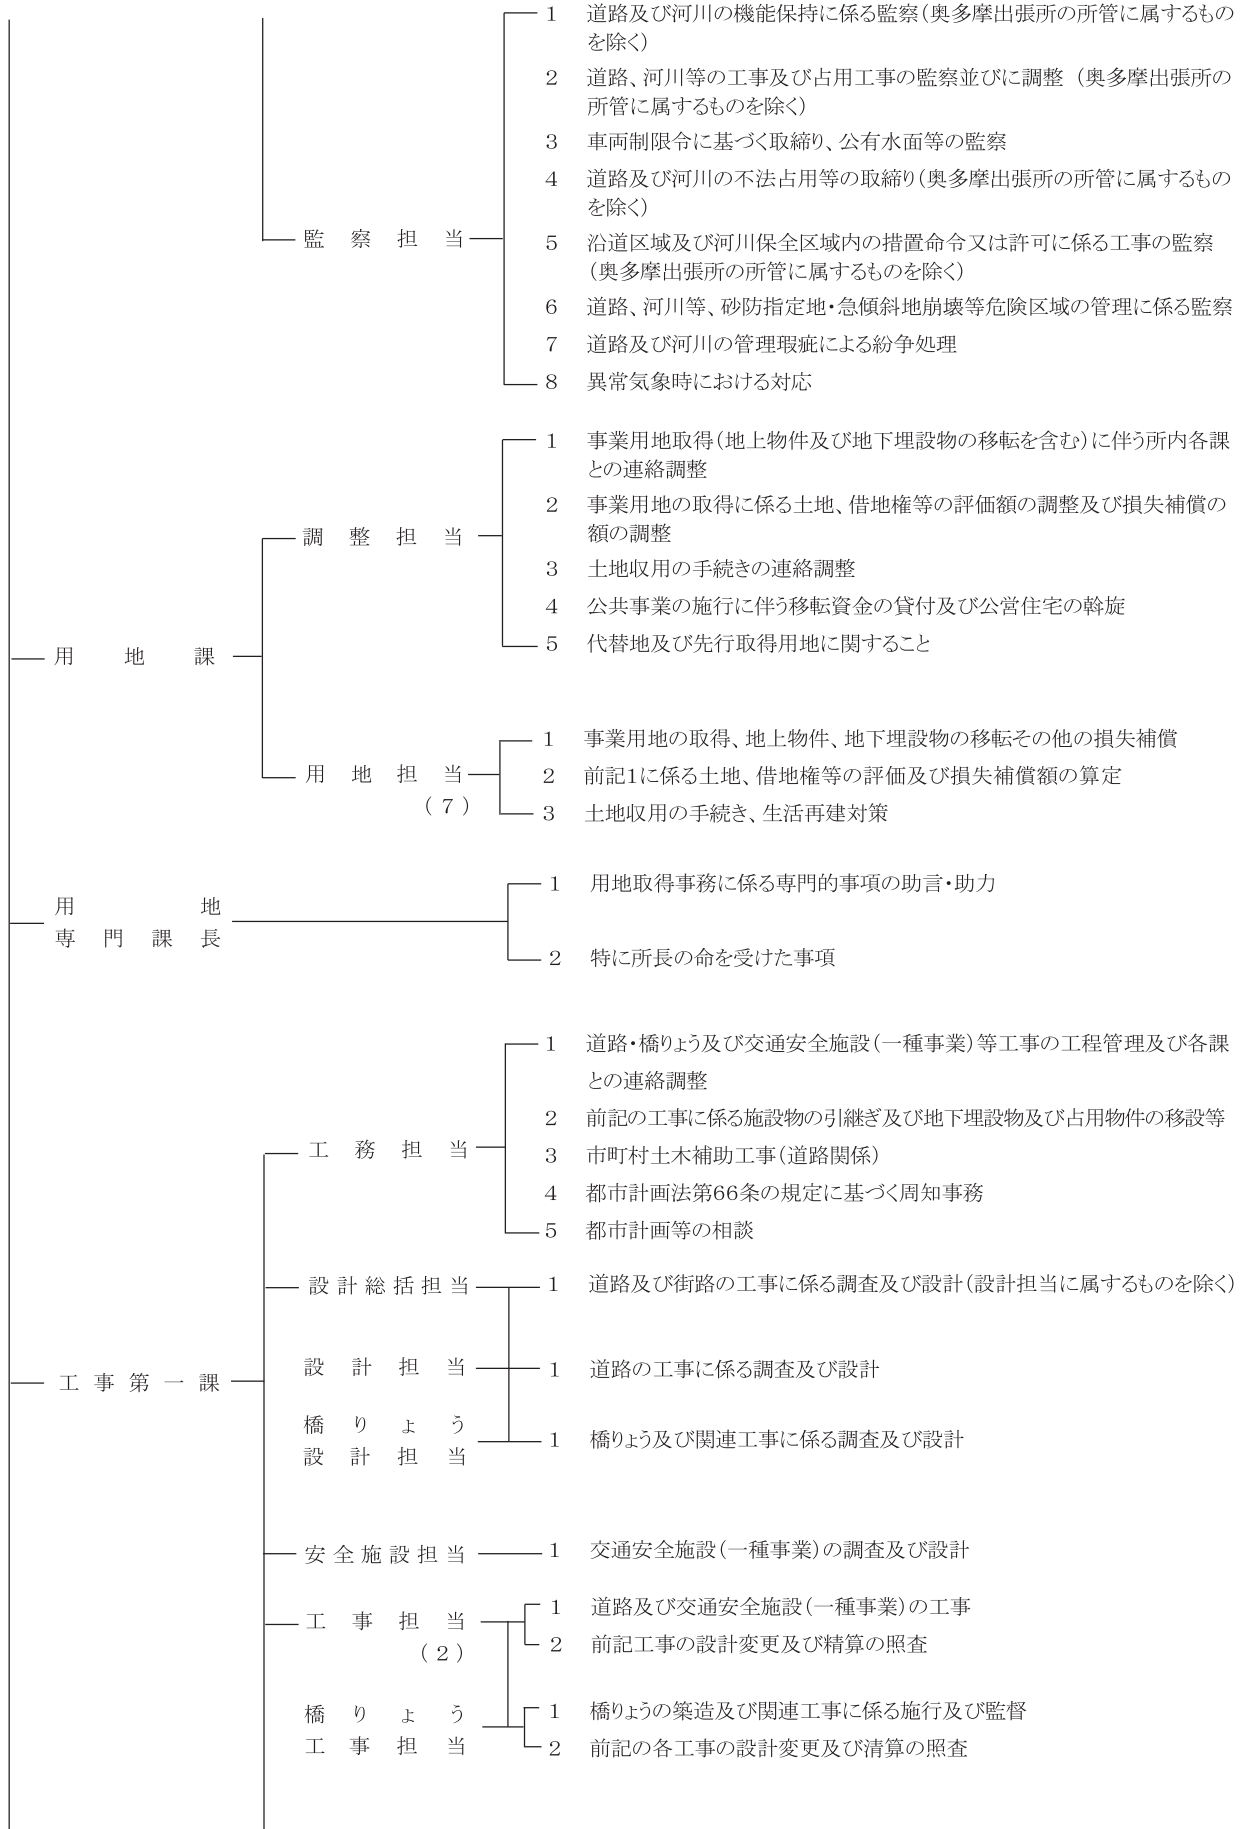 1 道路及び河川の機能保持に係る監察(奥多摩出張所の所管に属するもの
を除く)
2 道路、河川等の工事及び占用工事の監察並びに調整 (奥多摩出張所の
所管に属するものを除く)
3 車両制限令に基づく取締り、公有水面等の監察
4 道路及び河川の不法占用等の取締り(奥多摩出張所の所管に属するもの
を除く)
監察担当
5 沿道区域及び河川保全区域内の措置命令又は許可に係る工事の監察
(奥多摩出張所の所管に属するものを除く)
6 道路、河川等、砂防指定地・急傾斜地崩壊等危険区域の管理に係る監察
7 道路及び河川の管理瑕疵による紛争処理
8 異常気象時における対応
用地課
調整担当
1 事業用地取得(地上物件及び地下埋設物の移転を含む)に伴う所内各課
との連絡調整
2 事業用地の取得に係る土地、借地権等の評価額の調整及び損失補償の
額の調整
3 土地収用の手続きの連絡調整
4 公共事業の施行に伴う移転資金の貸付及び公営住宅の斡旋
5 代替地及び先行取得用地に関すること
用地担当
(7)
1 事業用地の取得、地上物件、地下埋設物の移転その他の損失補償
2 前記1に係る土地、借地権等の評価及び損失補償額の算定
3 土地収用の手続き、生活再建対策
用地
専門課長
1 用地取得事務に係る専門的事項の助言・助力
2 特に所長の命を受けた事項
工事第一課
工務担当
1 道路・橋りょう及び交通安全施設(一種事業)等工事の工程管理及び各課
との連絡調整
2 前記の工事に係る施設物の引継ぎ及び地下埋設物及び占用物件の移設等
3 市町村土木補助工事(道路関係)
4 都市計画法第66条の規定に基づく周知事務
5 都市計画等の相談
設計総括担当
1 道路及び街路の工事に係る調査及び設計(設計担当に属するものを除く)
設計担当
1 道路の工事に係る調査及び設計
橋りょう
設計担当
1 橋りょう及び関連工事に係る調査及び設計
安全施設担当
1 交通安全施設(一種事業)の調査及び設計
工事担当
(2)
1 道路及び交通安全施設(一種事業)の工事
2 前記工事の設計変更及び精算の照査
橋りょう
工事担当
1 橋りょうの築造及び関連工事に係る施行及び監督
2 前記の各工事の設計変更及び清算の照査